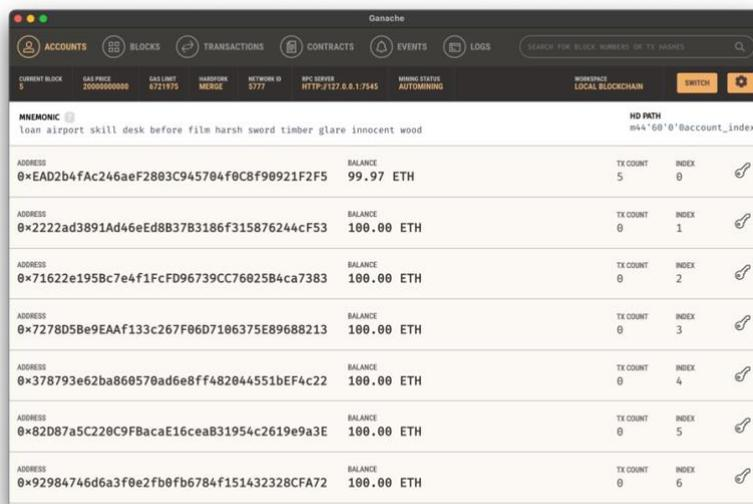 Ganache
ACCOUNTS BLOCKS TRANSACTIONS CONTRACTS EVENTS LOGS SEARCH FOR BLOCK NUMBERS OR TX HASHES
CURRENT BLOCK GAS PRICE GAS LIMIT HARDFORK NETWORK ID RPC SERVER MINING STATUS WORKSPACE
5 20000000000 6721975 MERGE 5777 HTTP://127.0.0.1:7545 AUTOMINING LOCAL BLOCKCHAIN SWITCH
MNEMONIC ? HD PATH
loan airport skill desk before film harsh sword timber glare innocent wood m44'60'0'0account_index
ADDRESS BALANCE TX COUNT INDEX
0×EAD2b4fAc246aeF2803C945704f0C8f90921F2F5 99.97 ETH 5 0
ADDRESS BALANCE TX COUNT INDEX
0×2222ad3891Ad46eEd8B37B3186f315876244cF53 100.00 ETH 0 1
ADDRESS BALANCE TX COUNT INDEX
0×71622e195Bc7e4f1FcFD96739CC76025B4ca7383 100.00 ETH 0 2
ADDRESS BALANCE TX COUNT INDEX
0×7278D5Be9EAAf133c267F06D7106375E89688213 100.00 ETH 0 3
ADDRESS BALANCE TX COUNT INDEX
0×378793e62ba860570ad6e8ff482044551bEF4c22 100.00 ETH 0 4
ADDRESS BALANCE TX COUNT INDEX
0×82D87a5C220C9FBacaE16ceaB31954c2619e9a3E 100.00 ETH 0 5
ADDRESS BALANCE TX COUNT INDEX
0×92984746d6a3f0e2fb0fb6784f151432328CFA72 100.00 ETH 0 6